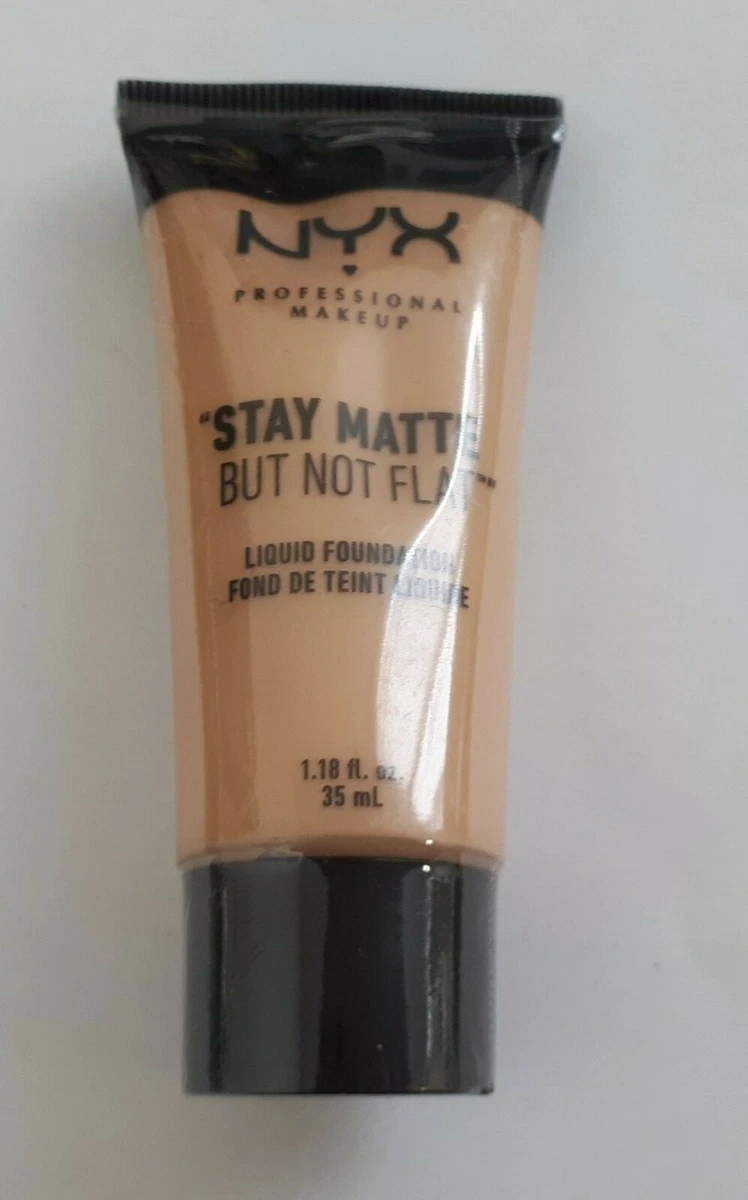 NYX
PROFESSIONAL
MAKEUP
"STAY MATTE
BUT NOT FLAT"
LIQUID FOUNDATION
FOND DE TEINT LIQUIDE
1.18 fl. oz.
35 mL